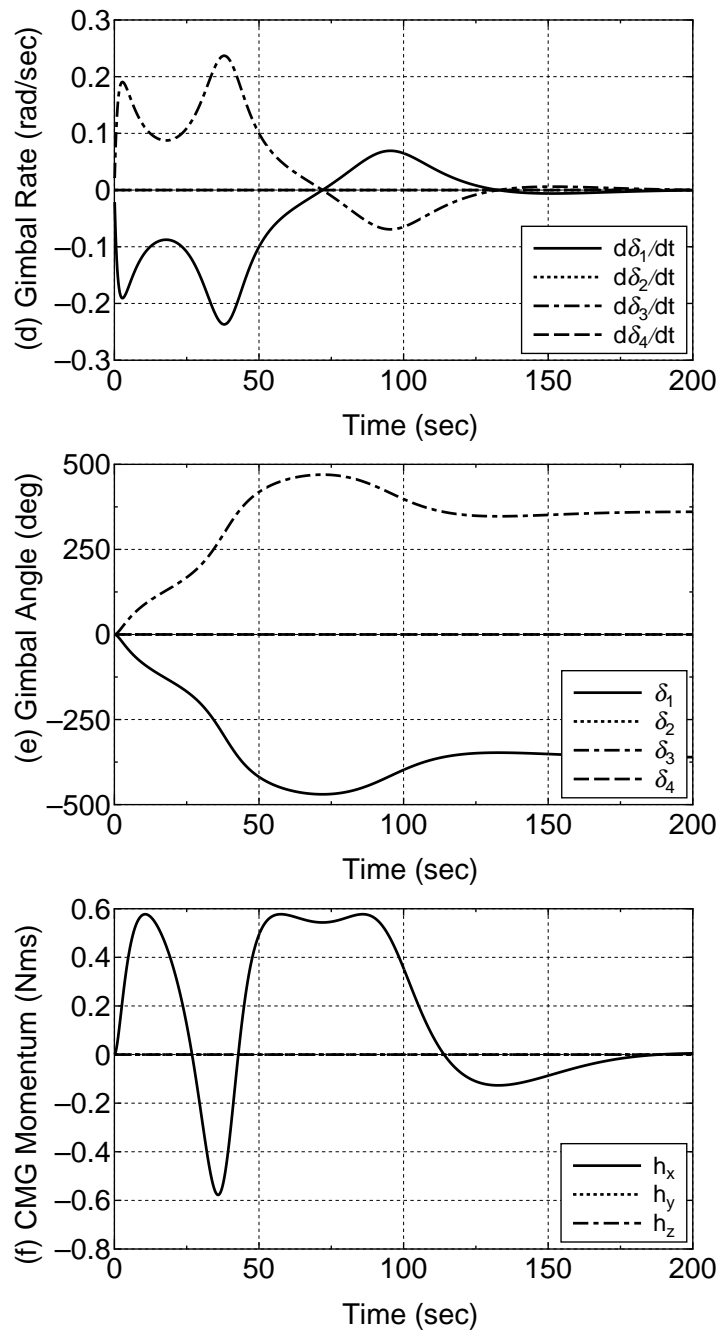 (d) Gimbal Rate (rad/sec)
0.3
0.2
0.1
0
−0.1
−0.2
−0.3
dδ1/dt
dδ2/dt
dδ3/dt
dδ4/dt
0 50 100 150 200
Time (sec)
(e) Gimbal Angle (deg)
500
250
0
−250
−500
δ1
δ2
δ3
δ4
0 50 100 150 200
Time (sec)
(f) CMG Momentum (Nms)
0.6
0.4
0.2
0
−0.2
−0.4
−0.6
−0.8
hx
hy
hz
0 50 100 150 200
Time (sec)